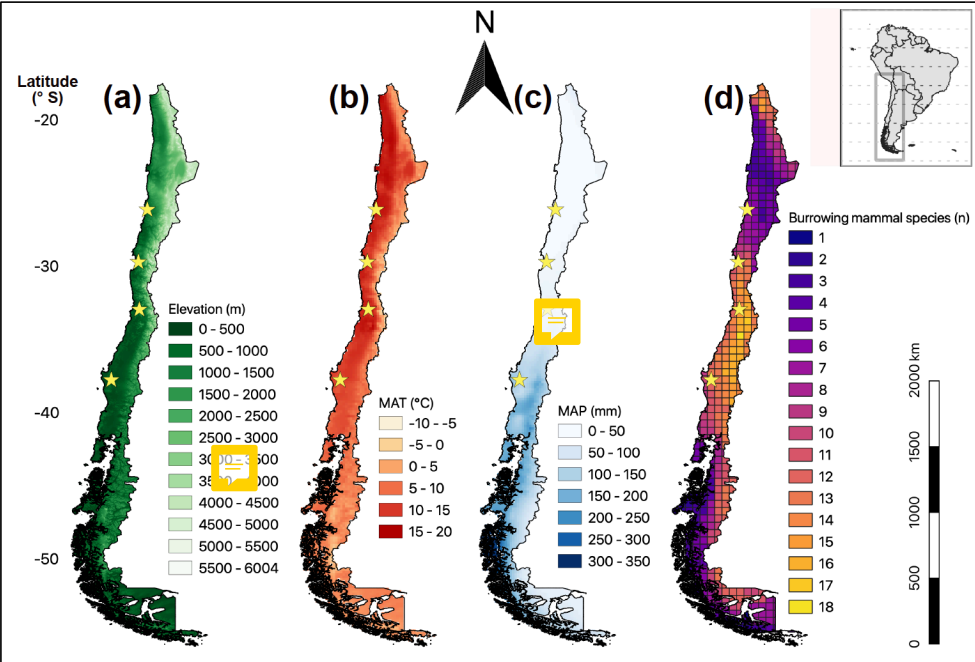 N
Latitude
(° S)
(a)
(b)
(c)
(d)
-20
-30
-40
-50
Elevation (m)
0 - 500
500 - 1000
1000 - 1500
1500 - 2000
2000 - 2500
2500 - 3000
4000 - 4500
4500 - 5000
5000 - 5500
5500 - 6004
MAT (°C)
-10 - -5
-5 - 0
0 - 5
5 - 10
10 - 15
15 - 20
MAP (mm)
0 - 50
50 - 100
100 - 150
150 - 200
200 - 250
250 - 300
300 - 350
Burrowing mammal species (n)
1
2
3
4
5
6
7
8
9
10
11
12
13
14
15
16
17
18
0
500
1000
1500
2000 km